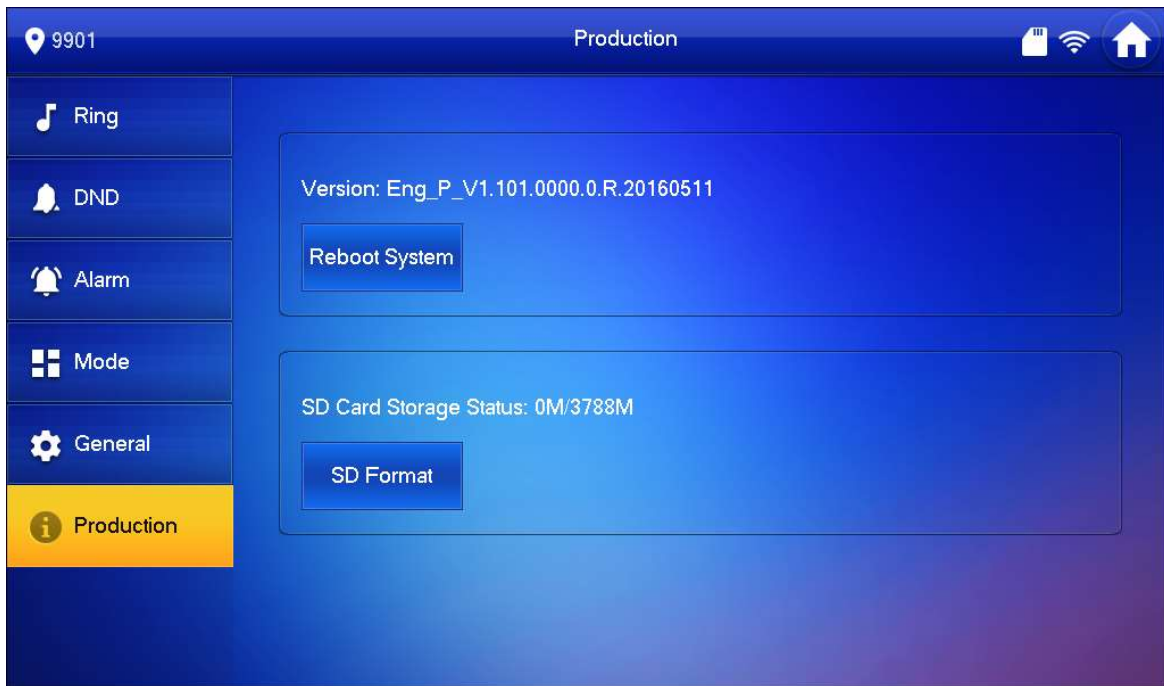 9901
Production
Ring
DND
Alarm
Mode
General
Production
Version: Eng_P_V1.101.0000.0.R.20160511
Reboot System
SD Card Storage Status: 0M/3788M
SD Format